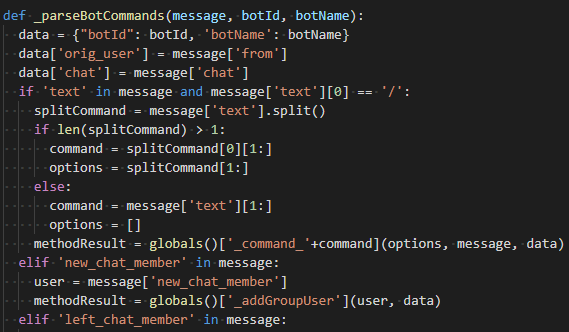 def _parseBotCommands(message, botId, botName):
  data = {"botId": botId, 'botName': botName}
  data['orig_user'] = message['from']
  data['chat'] = message['chat']
  if 'text' in message and message['text'][0] == '/':
    splitCommand = message['text'].split()
    if len(splitCommand) > 1:
      command = splitCommand[0][1:]
      options = splitCommand[1:]
    else:
      command = message['text'][1:]
      options = []
    methodResult = globals()['_command_'+command](options, message, data)
  elif 'new_chat_member' in message:
    user = message['new_chat_member']
    methodResult = globals()['_addGroupUser'](user, data)
  elif 'left_chat_member' in message: